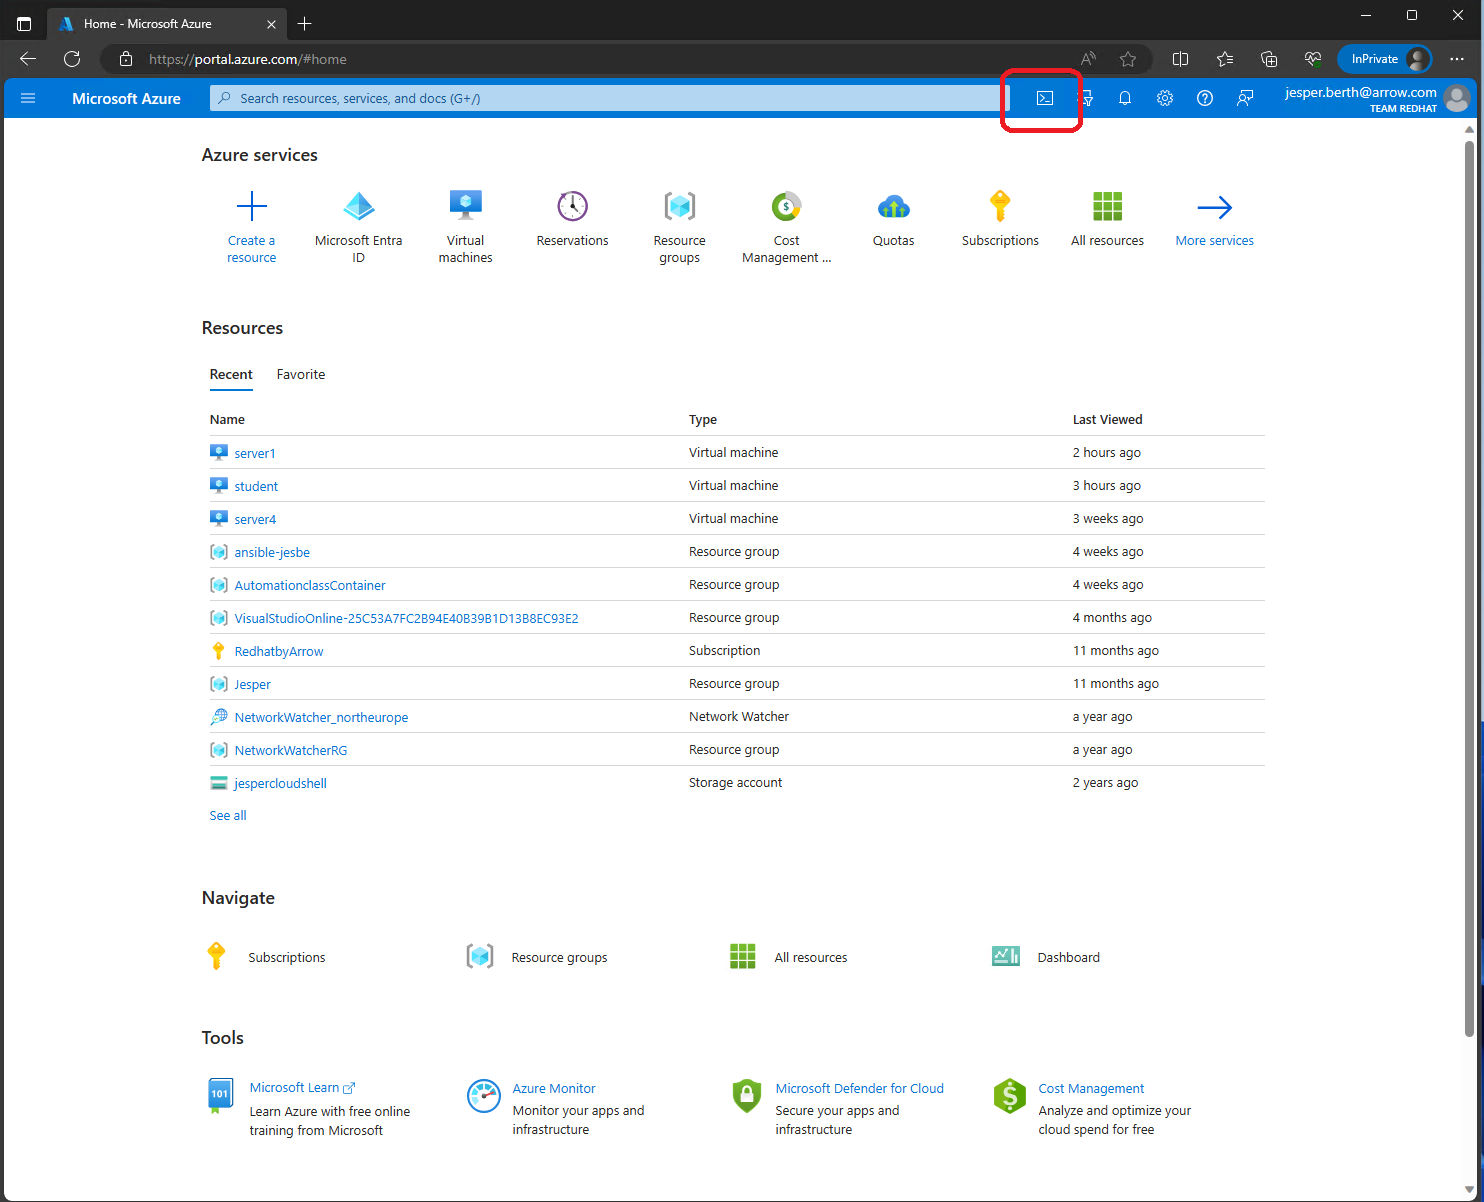 Home - Microsoft Azure
https://portal.azure.com/#home
InPrivate
Microsoft Azure
Search resources, services, and docs (G+/)
jesper.berth@arrow.com
TEAM REDHAT
Azure services
Create a resource
Microsoft Entra ID
Virtual machines
Reservations
Resource groups
Cost Management ...
Quotas
Subscriptions
All resources
More services
Resources
Recent Favorite
Name Type Last Viewed
server1 Virtual machine 2 hours ago
student Virtual machine 3 hours ago
server4 Virtual machine 3 weeks ago
ansible-jesbe Resource group 4 weeks ago
AutomationclassContainer Resource group 4 weeks ago
VisualStudioOnline-25C53A7FC2B94E40B39B1D13B8EC93E2 Resource group 4 months ago
RedhatbyArrow Subscription 11 months ago
Jesper Resource group 11 months ago
NetworkWatcher_northeurope Network Watcher a year ago
NetworkWatcherRG Resource group a year ago
jespercloudshell Storage account 2 years ago
See all
Navigate
Subscriptions Resource groups All resources Dashboard
Tools
101
Microsoft Learn
Learn Azure with free online
training from Microsoft
Azure Monitor
Monitor your apps and
infrastructure
Microsoft Defender for Cloud
Secure your apps and
infrastructure
Cost Management
Analyze and optimize your
cloud spend for free